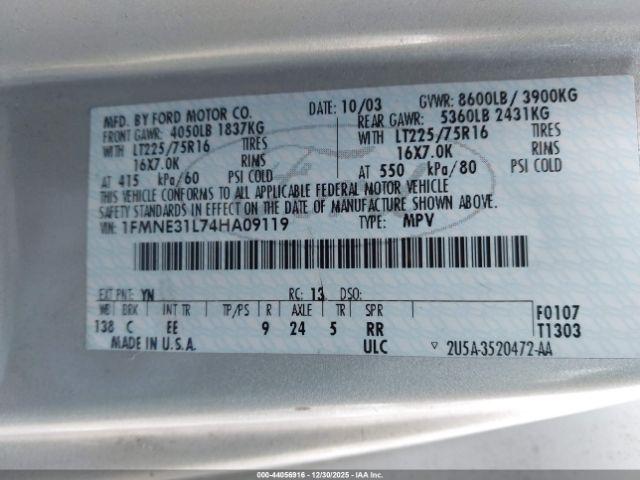 MFD. BY FORD MOTOR CO.
DATE: 10/03 GVWR: 8600LB / 3900KG
FRONT GAWR: 4050LB 1837KG REAR GAWR: 5360LB 2431KG
WITH LT225/75R16 TIRES WITH LT225/75R16 TIRES
16X7.0K RIMS 16X7.0K RIMS
AT 415 kPa/60 PSI COLD AT 550 kPa/80 PSI COLD
THIS VEHICLE CONFORMS TO ALL APPLICABLE FEDERAL MOTOR VEHICLE
SAFETY STANDARDS IN EFFECT ON THE DATE OF MANUFACTURE SHOWN ABOVE.
VIN: 1FMNE31L74HA09119 TYPE: MPV
EXT PNT: YN RC: 13 DSO:
WB BRK INT TR TP/PS R AXLE TR SPR F0107
138 C EE 9 24 5 RR T1303
MADE IN U.S.A. ULC ▽ 2U5A-3520472-AA
000-44056916 - 12/30/2025 - IAA Inc.